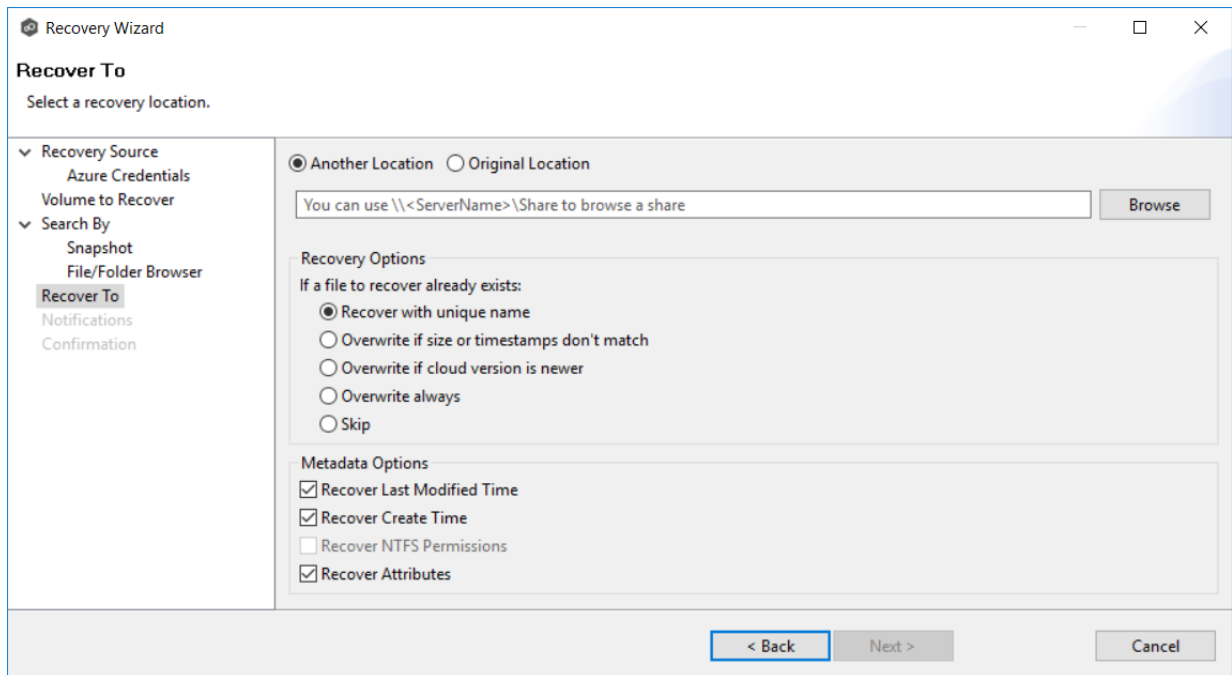 Recovery Wizard
Recover To
Select a recovery location.
Recovery Source
Azure Credentials
Volume to Recover
Search By
Snapshot
File/Folder Browser
Recover To
Notifications
Confirmation
Another Location Original Location
You can use \\<ServerName>\Share to browse a share Browse
Recovery Options
If a file to recover already exists:
Recover with unique name
Overwrite if size or timestamps don't match
Overwrite if cloud version is newer
Overwrite always
Skip
Metadata Options
Recover Last Modified Time
Recover Create Time
Recover NTFS Permissions
Recover Attributes
< Back Next > Cancel